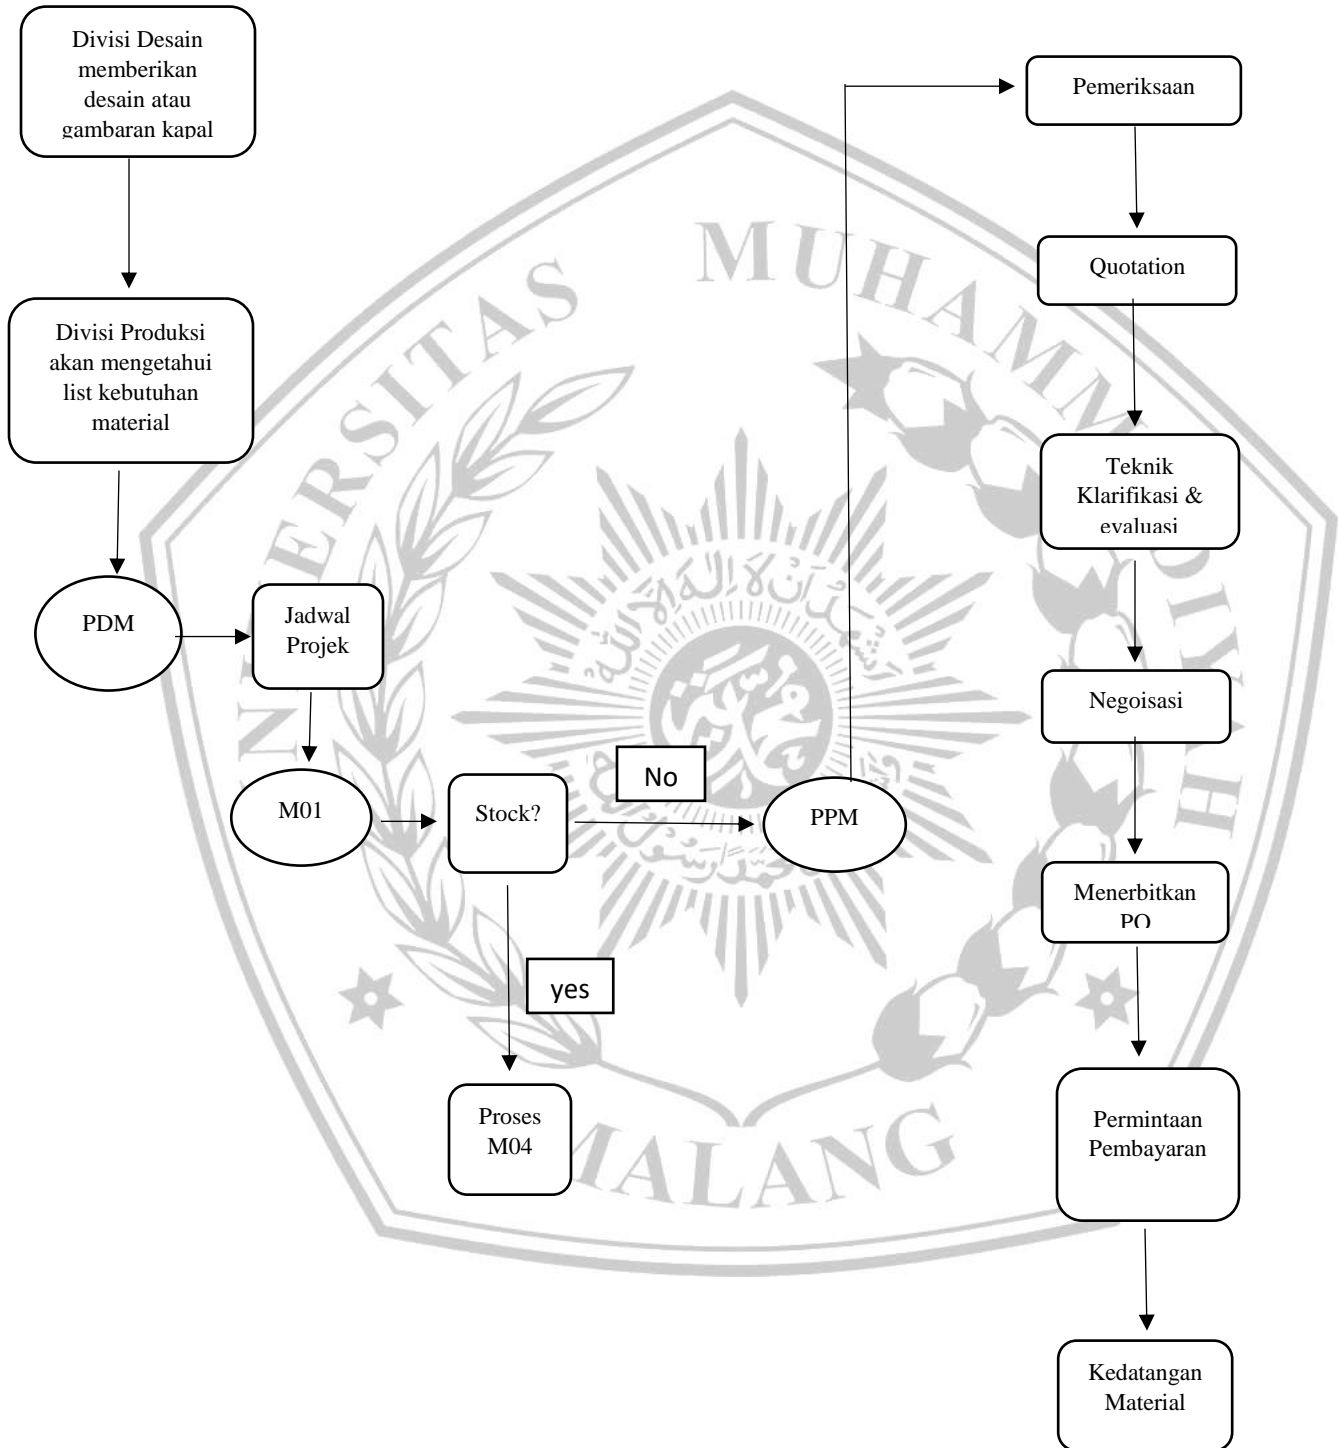 Divisi Desain
memberikan
desain atau
gambaran kapal
Divisi Produksi
akan mengetahui
list kebutuhan
material
PDM
Jadwal
Projek
M01
Stock?
No
yes
Proses
M04
PPM
Pemeriksaan
Quotation
Teknik
Klarifikasi &
evaluasi
Negoisasi
Menerbitkan
PO
Permintaan
Pembayaran
Kedatangan
Material
UNIVERSITAS MUHAMMADIYAH
MALANG